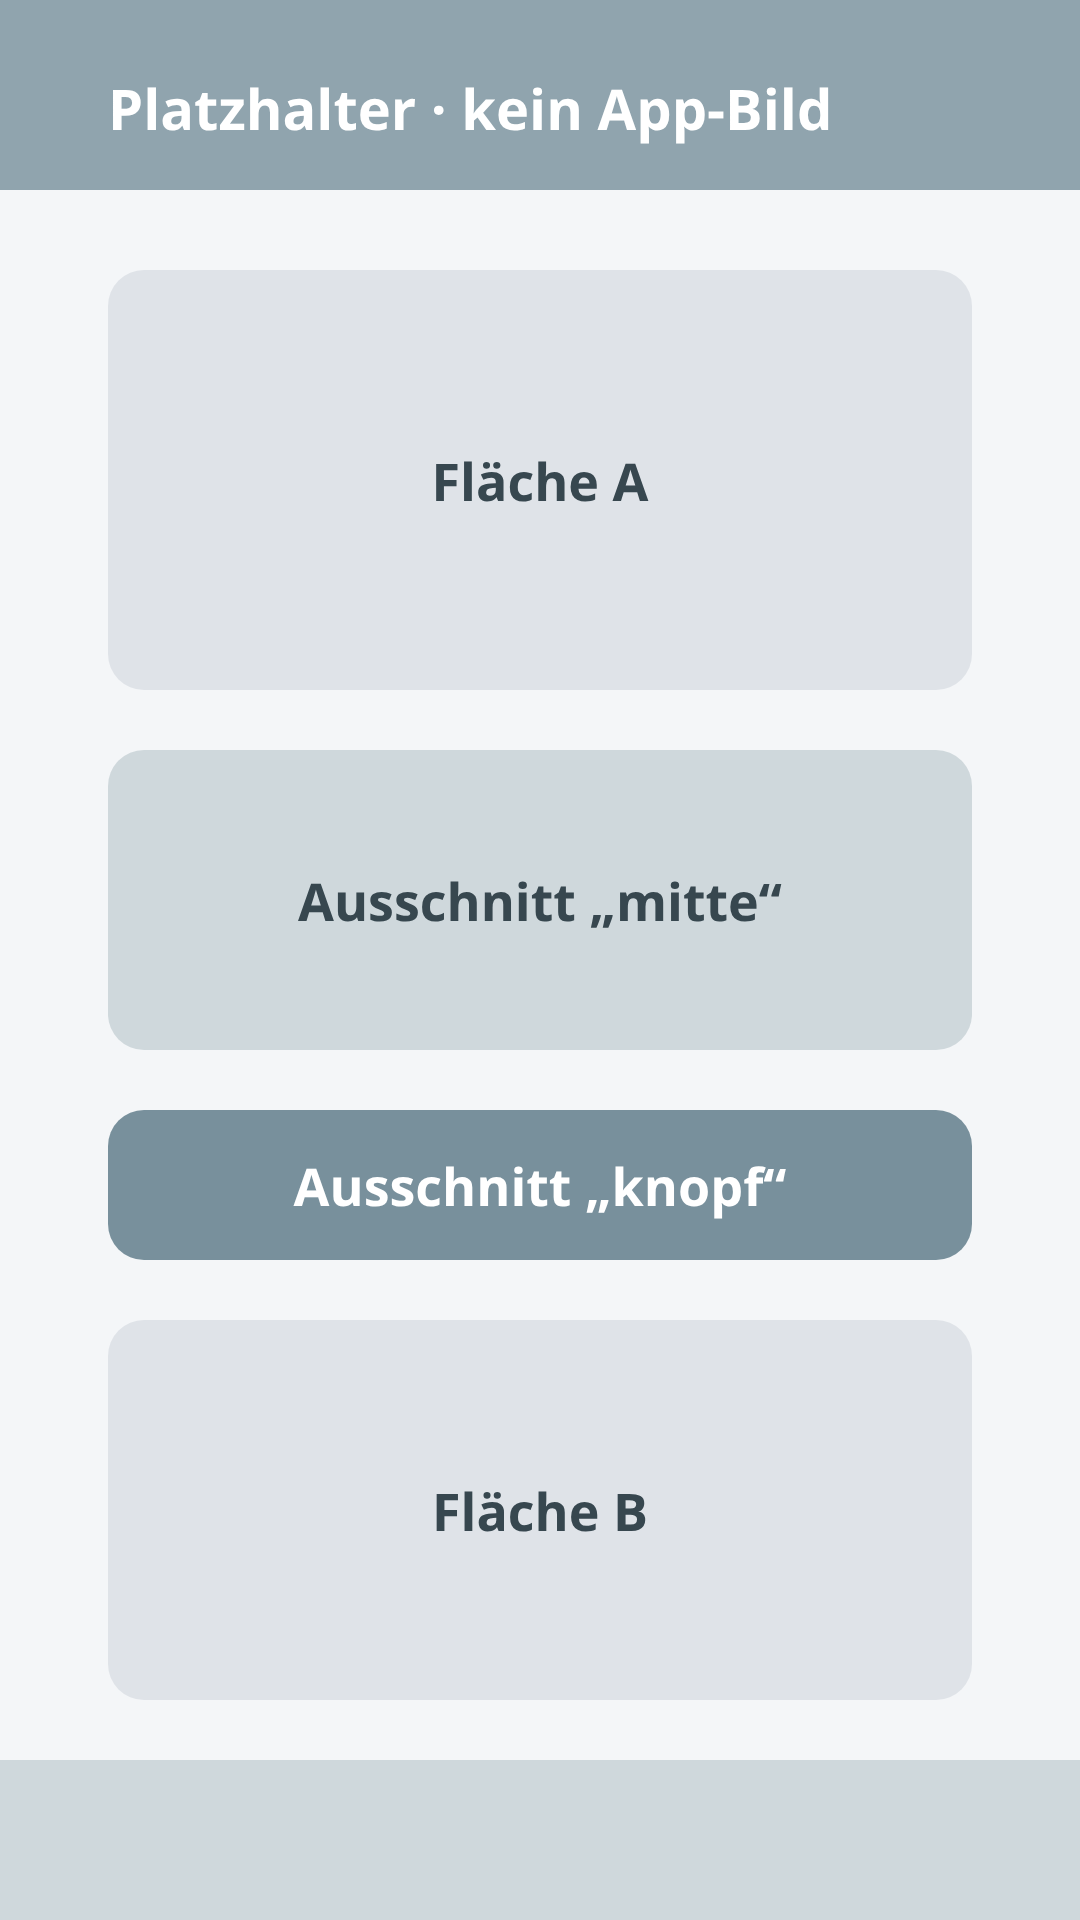 Platzhalter · kein App-Bild
Fläche A
Ausschnitt „mitte“
Ausschnitt „knopf“
Fläche B